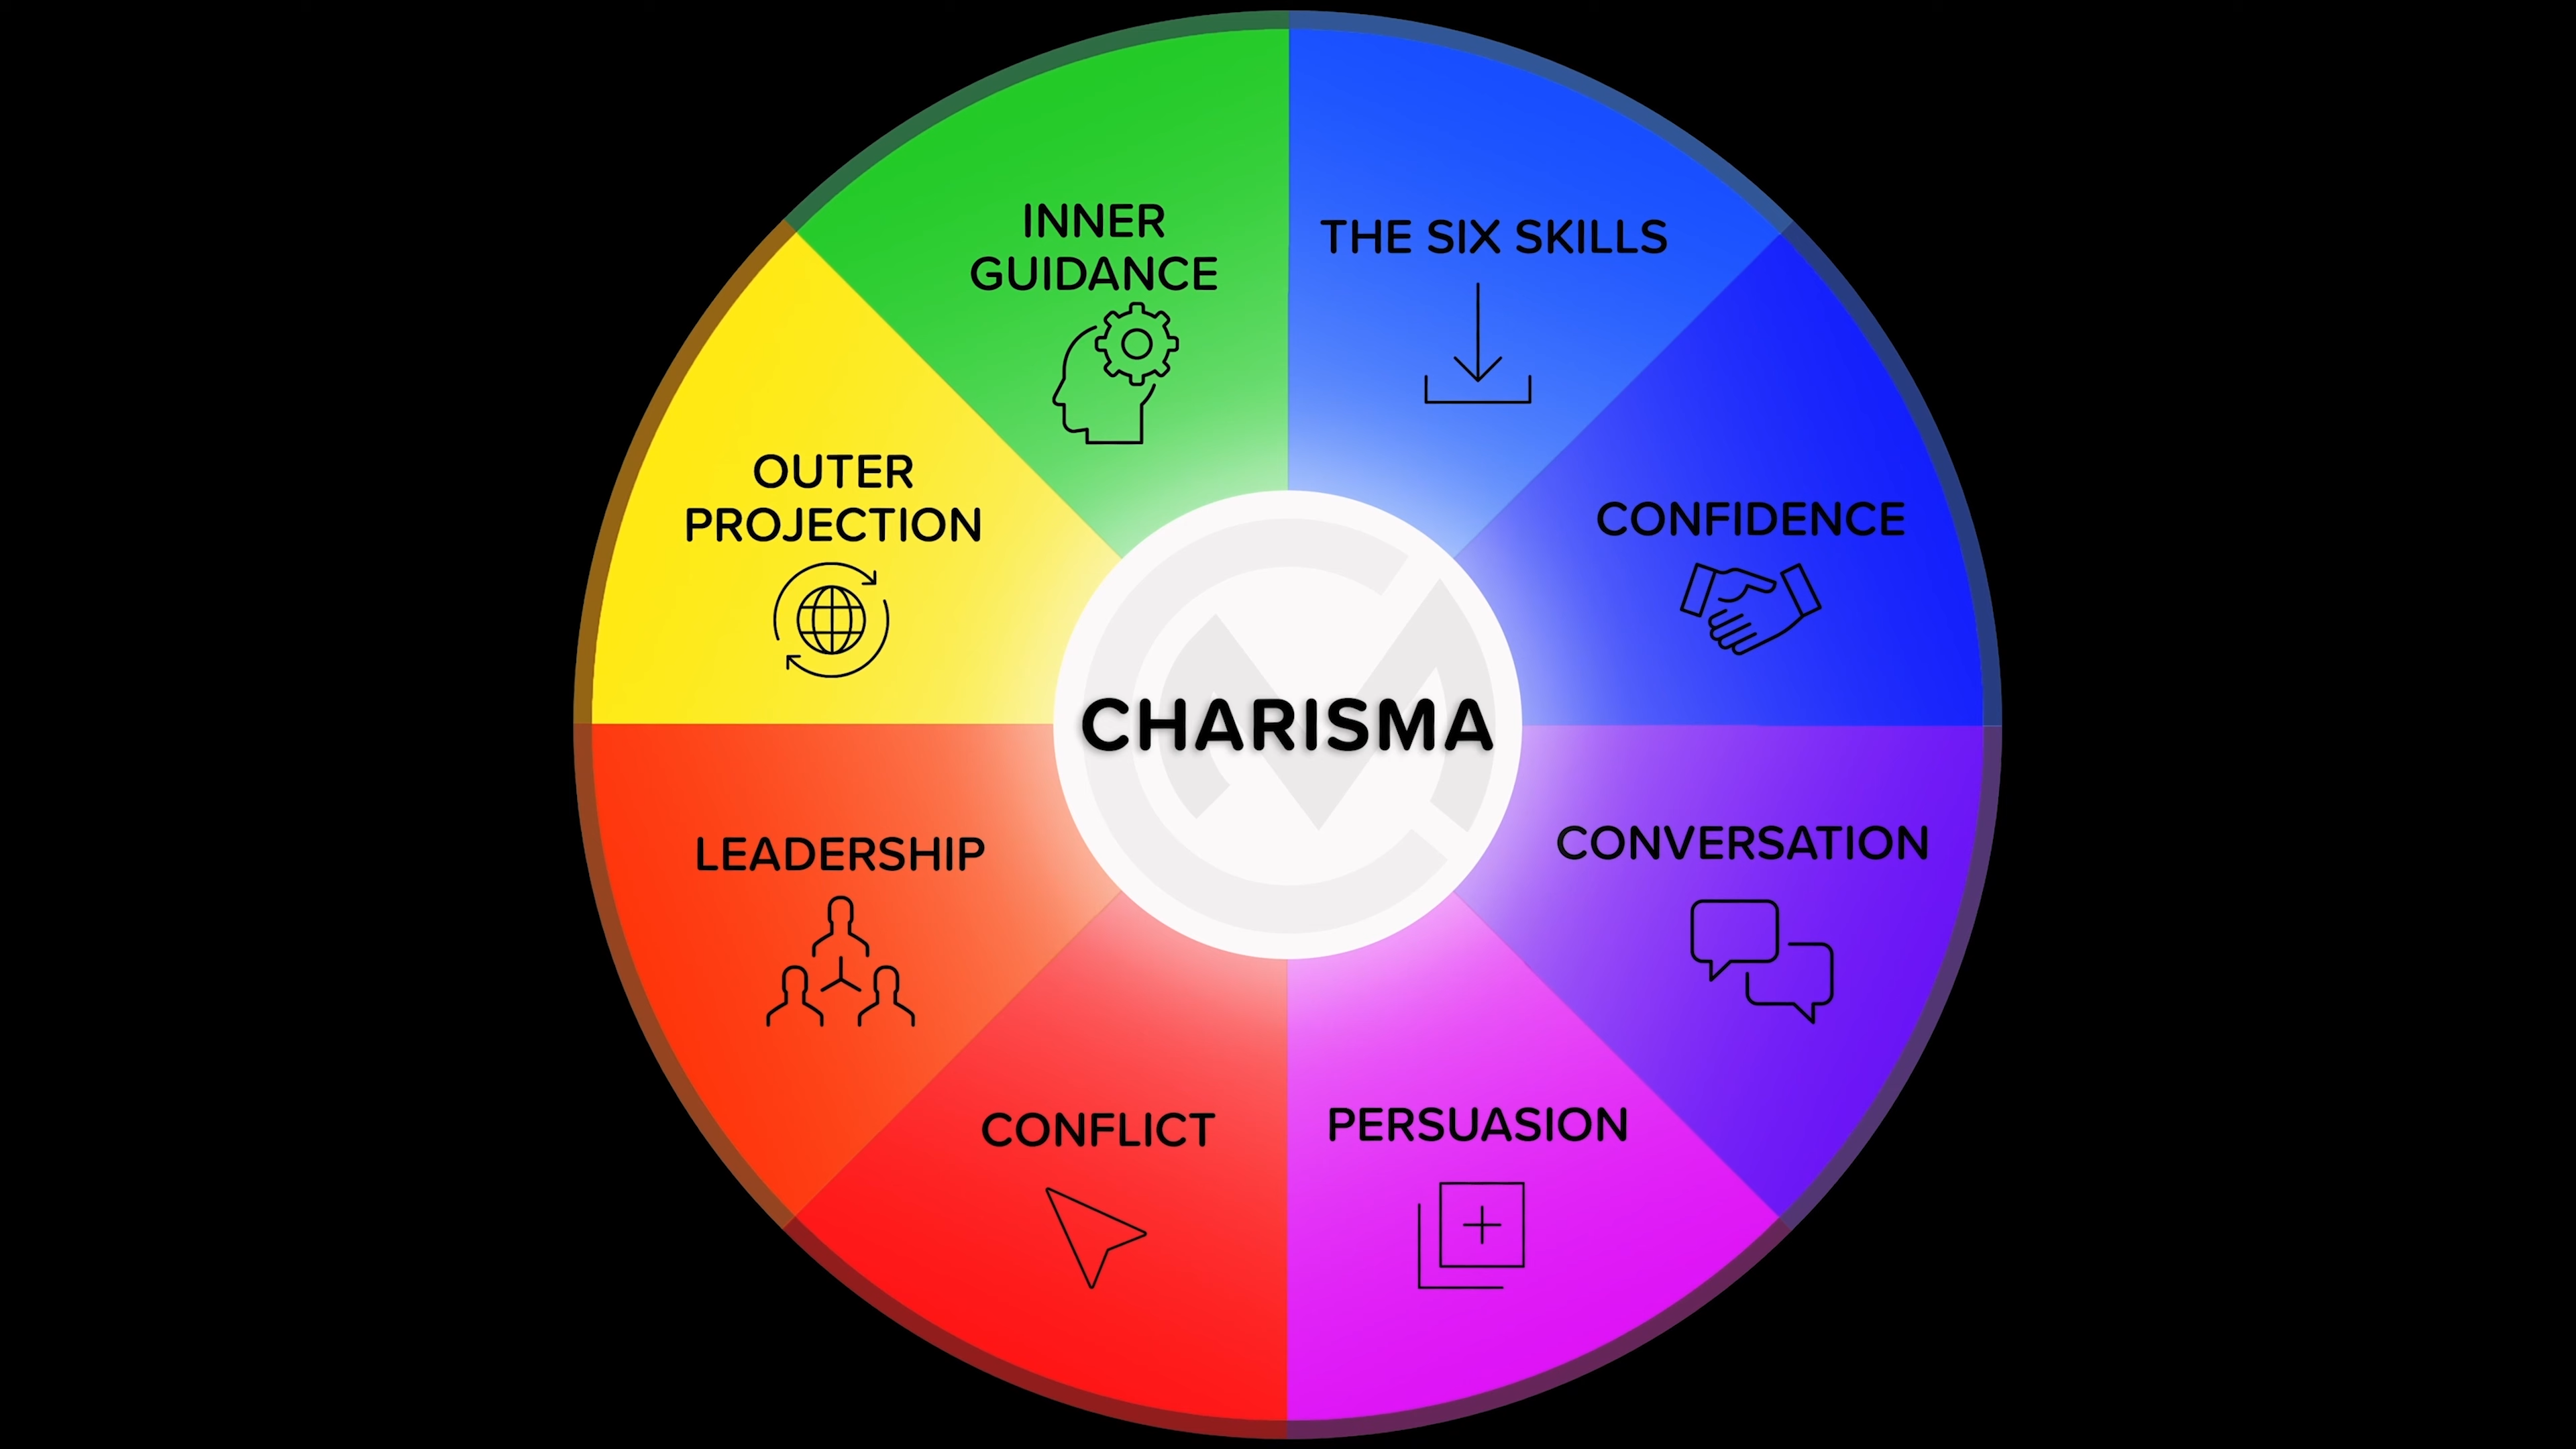 INNER
GUIDANCE
THE SIX SKILLS
OUTER
PROJECTION
CONFIDENCE
CHARISMA
LEADERSHIP
CONVERSATION
CONFLICT
PERSUASION